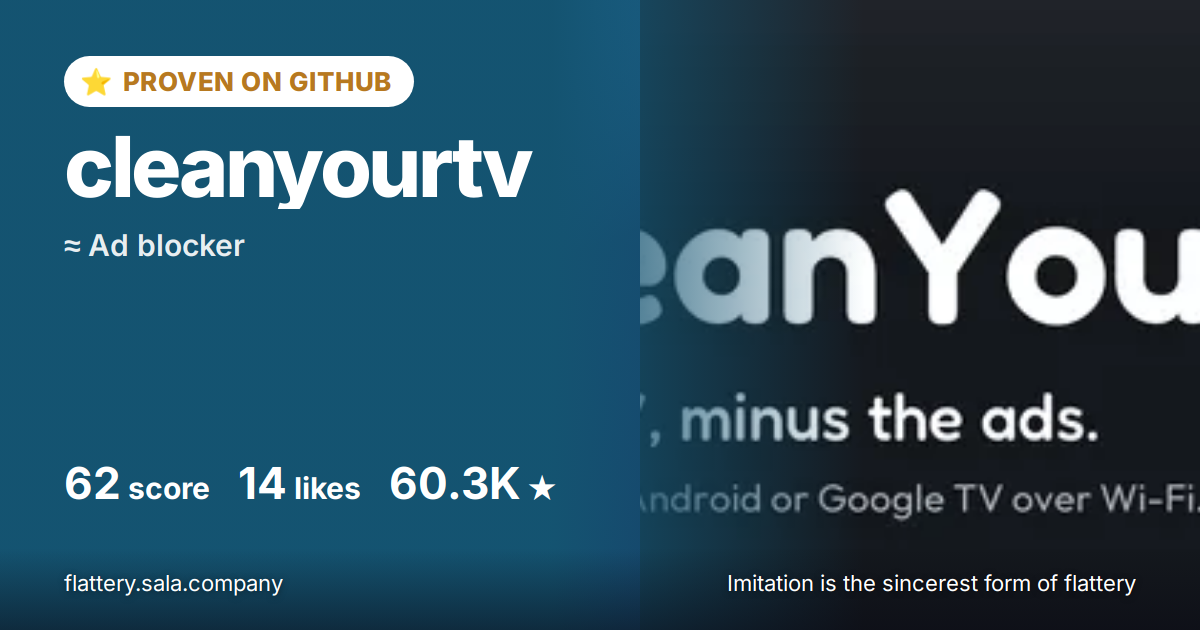 ⭐ PROVEN ON GITHUB
cleanyourtv
≈ Ad blocker
62 score 14 likes 60.3K ★
flattery.sala.company
eanYou
, minus the ads.
Android or Google TV over Wi-Fi.
Imitation is the sincerest form of flattery